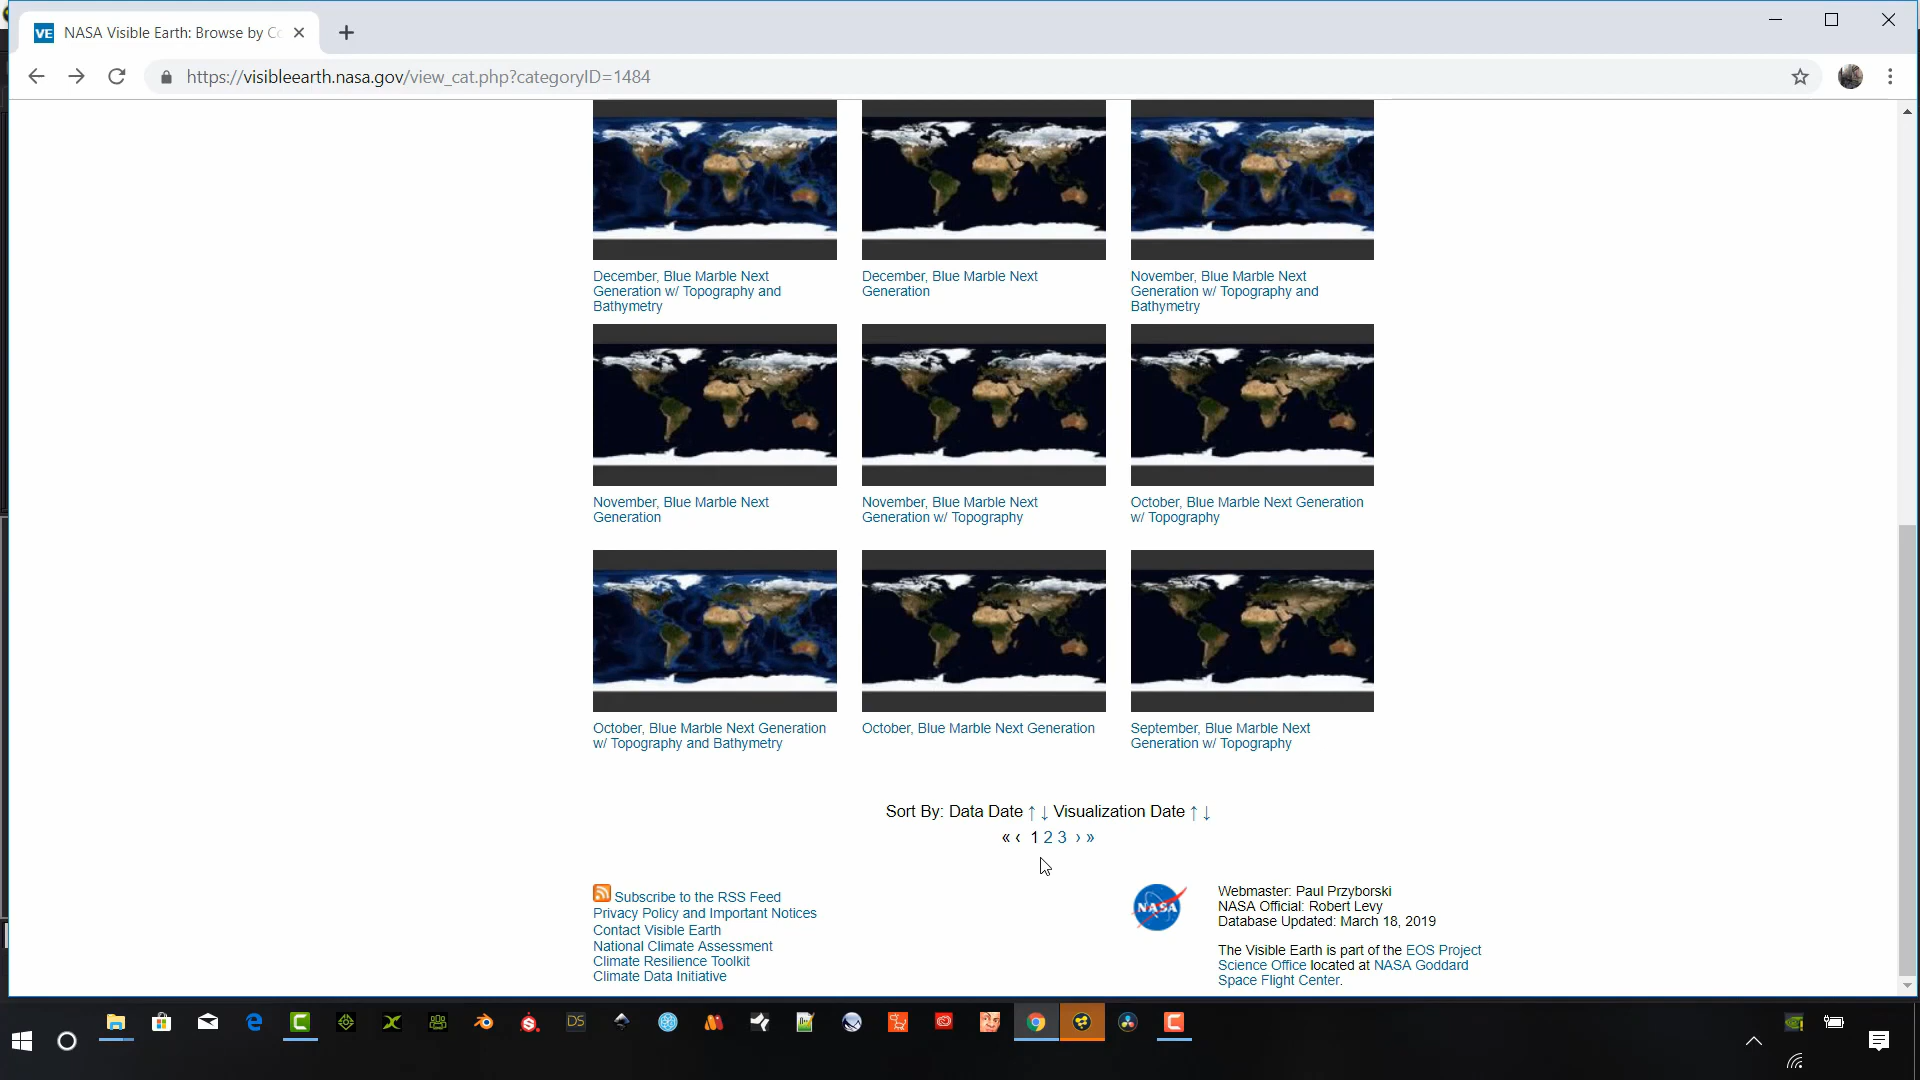 VE NASA Visible Earth: Browse by Co
https://visibleearth.nasa.gov/view_cat.php?categoryID=1484
December, Blue Marble Next
Generation w/ Topography and
Bathymetry
December, Blue Marble Next
Generation
November, Blue Marble Next
Generation w/ Topography and
Bathymetry
November, Blue Marble Next
Generation
November, Blue Marble Next
Generation w/ Topography
October, Blue Marble Next Generation
w/ Topography
October, Blue Marble Next Generation
w/ Topography and Bathymetry
October, Blue Marble Next Generation
September, Blue Marble Next
Generation w/ Topography
Sort By: Data Date ↑ ↓ Visualization Date ↑ ↓
« ‹ 1 2 3 › »
Subscribe to the RSS Feed
Privacy Policy and Important Notices
Contact Visible Earth
National Climate Assessment
Climate Resilience Toolkit
Climate Data Initiative
NASA
Webmaster: Paul Przyborski
NASA Official: Robert Levy
Database Updated: March 18, 2019
The Visible Earth is part of the EOS Project
Science Office located at NASA Goddard
Space Flight Center.
DS